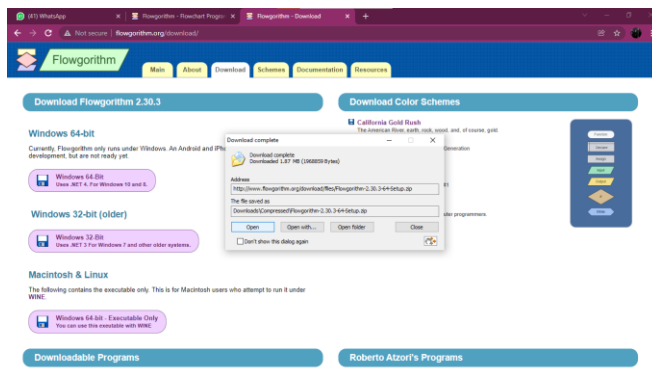 (41) WhatsApp
Flowgorithm - Flowchart Progra
Flowgorithm - Download
Not secure | flowgorithm.org/download/
Flowgorithm
Main
About
Download
Schemes
Documentation
Resources
Download Flowgorithm 2.30.3
Download Color Schemes
Windows 64-bit
Currently, Flowgorithm only runs under Windows. An Android and iPh
development, but are not ready yet.
Windows 64-Bit
Uses .NET 4. For Windows 10 and 8.
Windows 32-bit (older)
Windows 32-Bit
Uses .NET 3 For Windows 7 and other older systems.
Macintosh & Linux
The following contains the executable only. This is for Macintosh users who attempt to run it under
WINE.
Windows 64-bit - Executable Only
You can use this exectable with WINE
Downloadable Programs
Roberto Atzori's Programs
California Gold Rush
The American River, earth, rock, wood, and, of course, gold.
Generation
ular programmers.
Download complete
Download complete
Downloaded 1.87 MB (1968859 Bytes)
Address
http://www.flowgorithm.org/download/files/Flowgorithm-2.30.3-64-Setup.zip
The file saved as
Downloads\Compressed\Flowgorithm-2.30.3-64-Setup.zip
Open
Open with...
Open folder
Close
Don't show this dialog again